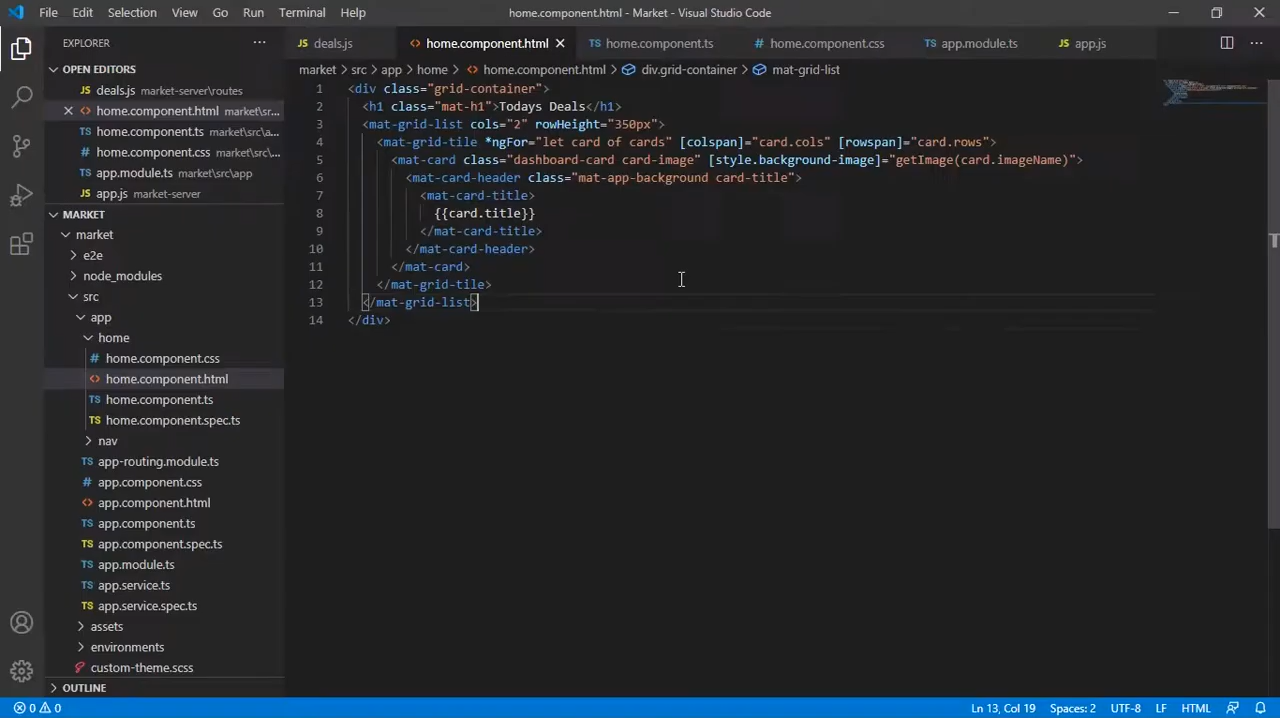 File Edit Selection View Go Run Terminal Help home.component.html - Market - Visual Studio Code
EXPLORER
OPEN EDITORS
deals.js market-server\routes
home.component.html market\sr...
home.component.ts market\src\a...
home.component.css market\src\...
app.module.ts market\src\app
app.js market-server
MARKET
market
e2e
node_modules
src
app
home
home.component.css
home.component.html
home.component.ts
home.component.spec.ts
nav
app-routing.module.ts
app.component.css
app.component.html
app.component.ts
app.component.spec.ts
app.module.ts
app.service.ts
app.service.spec.ts
assets
environments
custom-theme.scss
OUTLINE
deals.js home.component.html home.component.ts home.component.css app.module.ts app.js
market > src > app > home > home.component.html > div.grid-container > mat-grid-list
1 <div class="grid-container">
2 <h1 class="mat-h1">Todays Deals</h1>
3 <mat-grid-list cols="2" rowHeight="350px">
4 <mat-grid-tile *ngFor="let card of cards" [colspan]="card.cols" [rowspan]="card.rows">
5 <mat-card class="dashboard-card card-image" [style.background-image]="getImage(card.imageName)">
6 <mat-card-header class="mat-app-background card-title">
7 <mat-card-title>
8 {{card.title}}
9 </mat-card-title>
10 </mat-card-header>
11 </mat-card>
12 </mat-grid-tile>
13 </mat-grid-list>
14 </div>
0 0 Ln 13, Col 19 Spaces: 2 UTF-8 LF HTML